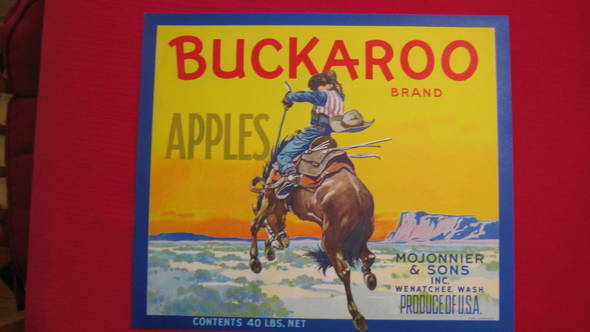 BUCKAROO
BRAND
APPLES
MOJONNIER
& SONS
INC.
WENATCHEE, WASH.
PRODUCE OF U.S.A.
CONTENTS 40 LBS. NET